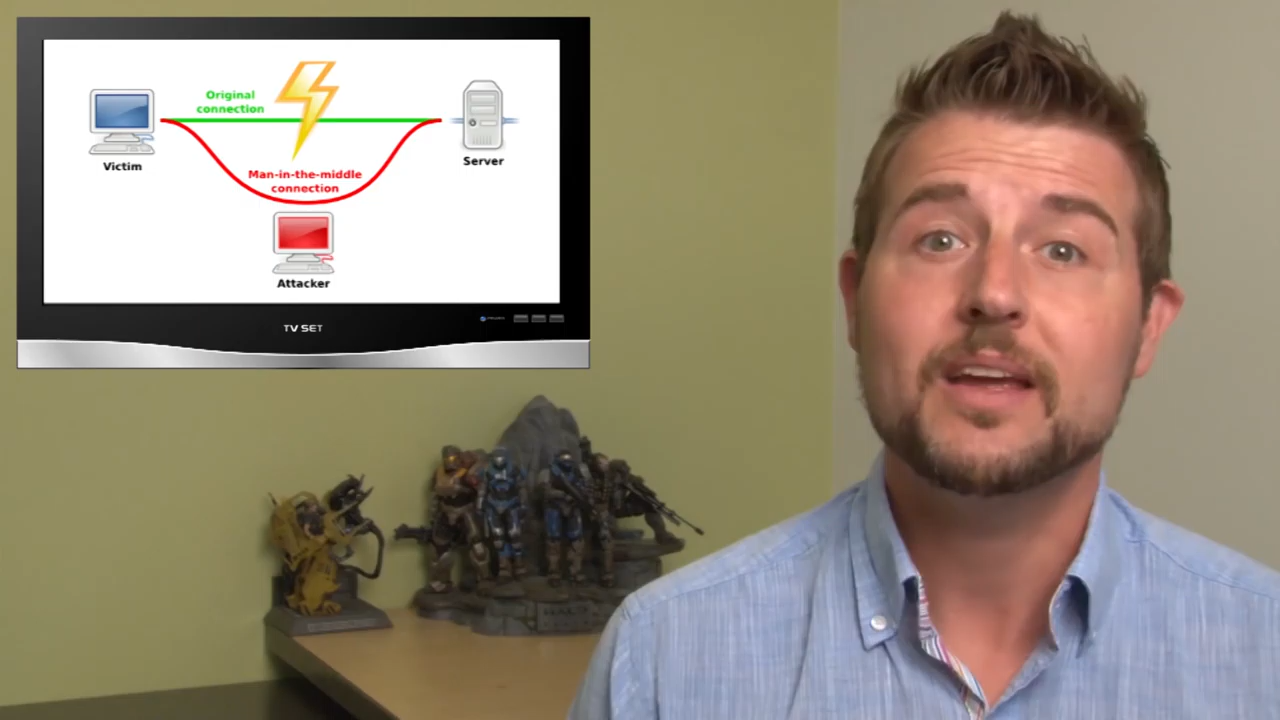 Original
connection
Victim
Server
Man-in-the-middle
connection
Attacker
TV SET